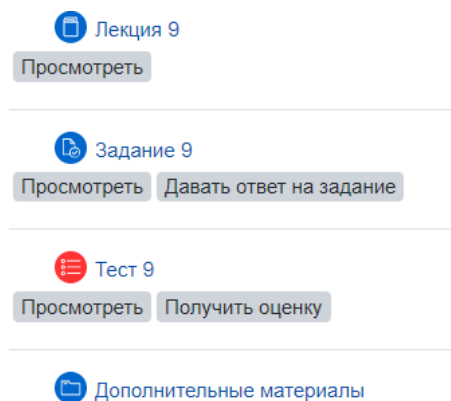 Лекция 9
Просмотреть
Задание 9
Просмотреть Давать ответ на задание
Тест 9
Просмотреть Получить оценку
Дополнительные материалы